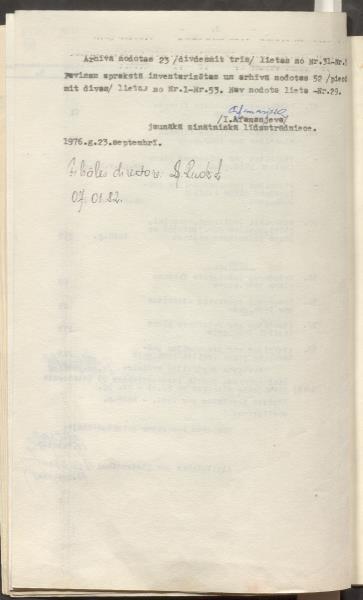 Arhīvā nodotas 23 /divdesmit trīs/ lietas no Nr.31-Nr.
Pavisam aprakstā inventarizētas un arhīvā nodotas 52 /piec
mit divas/ lietas no Nr.1-Nr.53. Nav nodota lieta -Nr.29.
/I.Afanasjeva/
jaunākā zinātniskā līdzstrādniece.
1976.g.23.septembrī.
direktors
07.01.82.